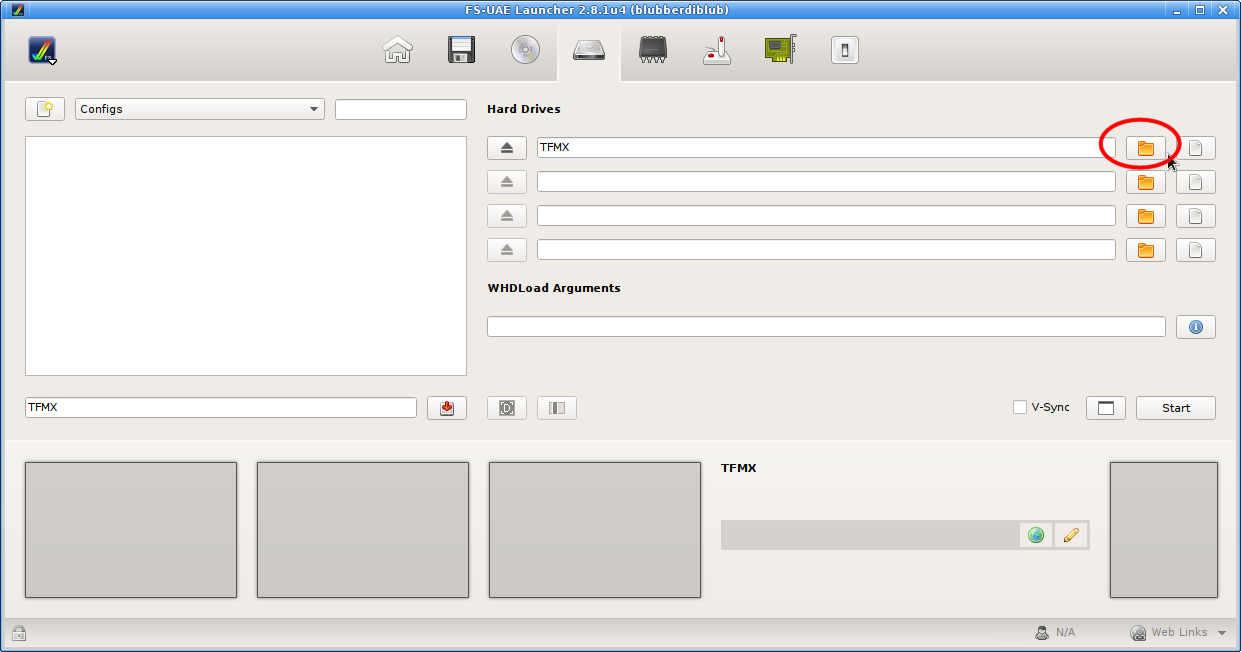 FS-UAE Launcher 2.8.1u4 (blubberdiblub)
Configs
Hard Drives
TFMX
WHDLoad Arguments
TFMX
V-Sync
Start
TFMX
N/A
Web Links